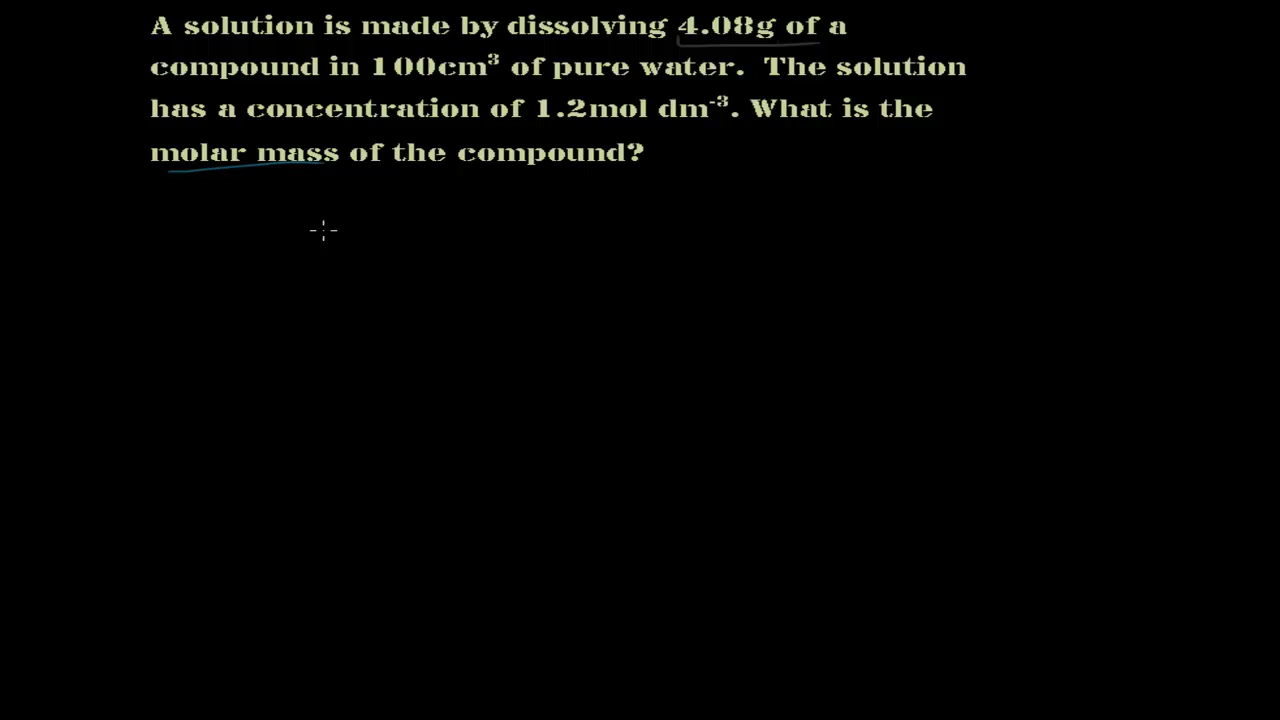 A solution is made by dissolving 4.08g of a
compound in 100cm³ of pure water. The solution
has a concentration of 1.2mol dm⁻³. What is the
molar mass of the compound?